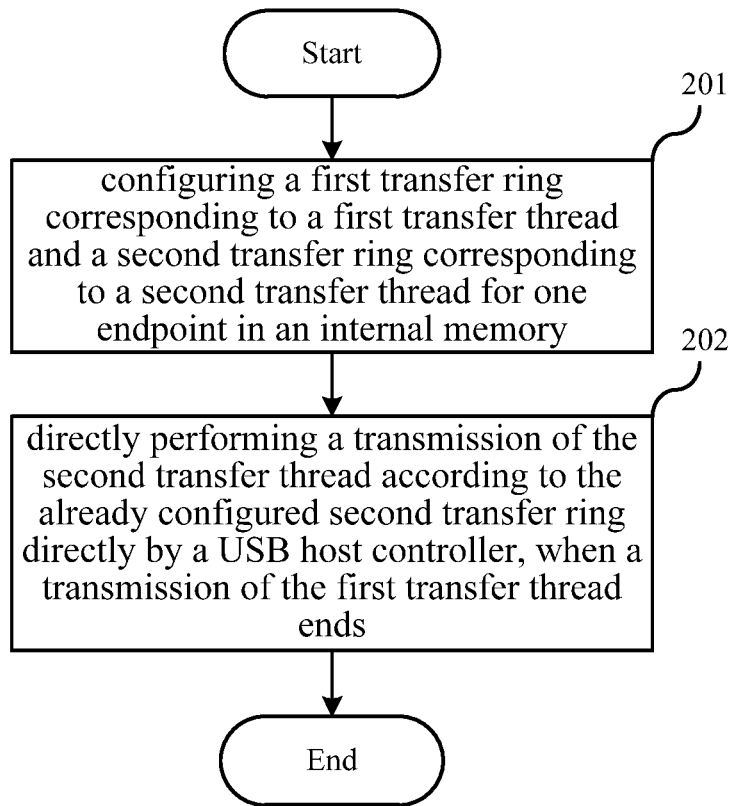 Start
201
configuring a first transfer ring
corresponding to a first transfer thread
and a second transfer ring corresponding
to a second transfer thread for one
endpoint in an internal memory
202
directly performing a transmission of the
second transfer thread according to the
already configured second transfer ring
directly by a USB host controller, when a
transmission of the first transfer thread
ends
End